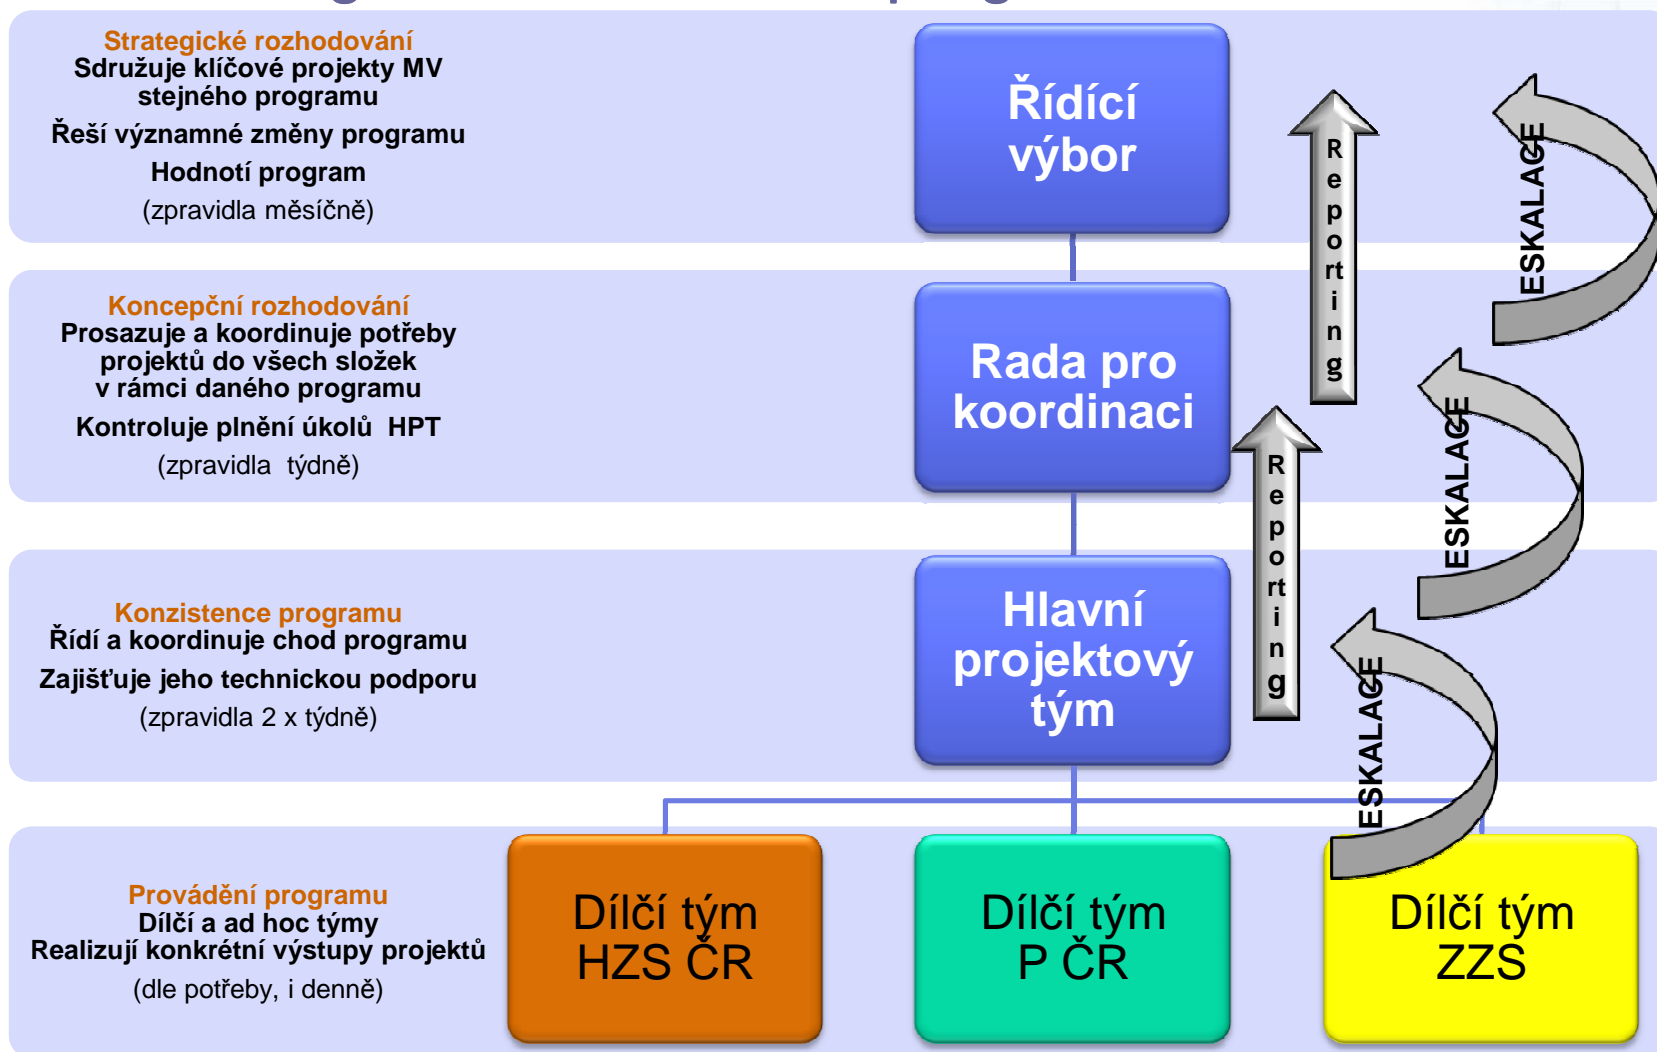 Strategické rozhodování
Sdružuje klíčové projekty MV
stejného programu
Řeší významné změny programu
Hodnotí program
(zpravidla měsíčně)
Řídící
výbor
Reporting
ESKALACE
Koncepční rozhodování
Prosazuje a koordinuje potřeby
projektů do všech složek
v rámci daného programu
Kontroluje plnění úkolů HPT
(zpravidla týdně)
Rada pro
koordinaci
Reporting
ESKALACE
Konzistence programu
Řídí a koordinuje chod programu
Zajišťuje jeho technickou podporu
(zpravidla 2 x týdně)
Hlavní
projektový
tým
ESKALACE
Provádění programu
Dílčí a ad hoc týmy
Realizují konkrétní výstupy projektů
(dle potřeby, i denně)
Dílčí tým
HZS ČR
Dílčí tým
P ČR
Dílčí tým
ZZS